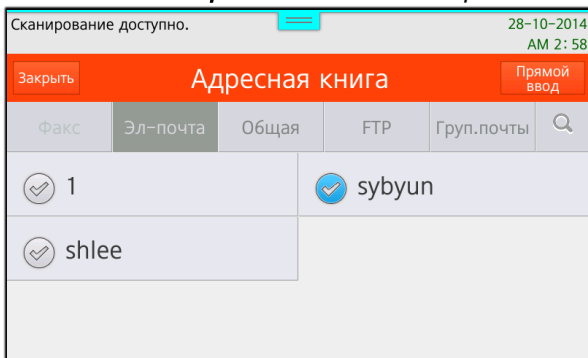 Сканирование доступно.
28-10-2014
AM 2:58
Закрыть
Адресная книга
Прямой
ввод
Факс
Эл-почта
Общая
FTP
Груп.почты
1
sybyun
shlee